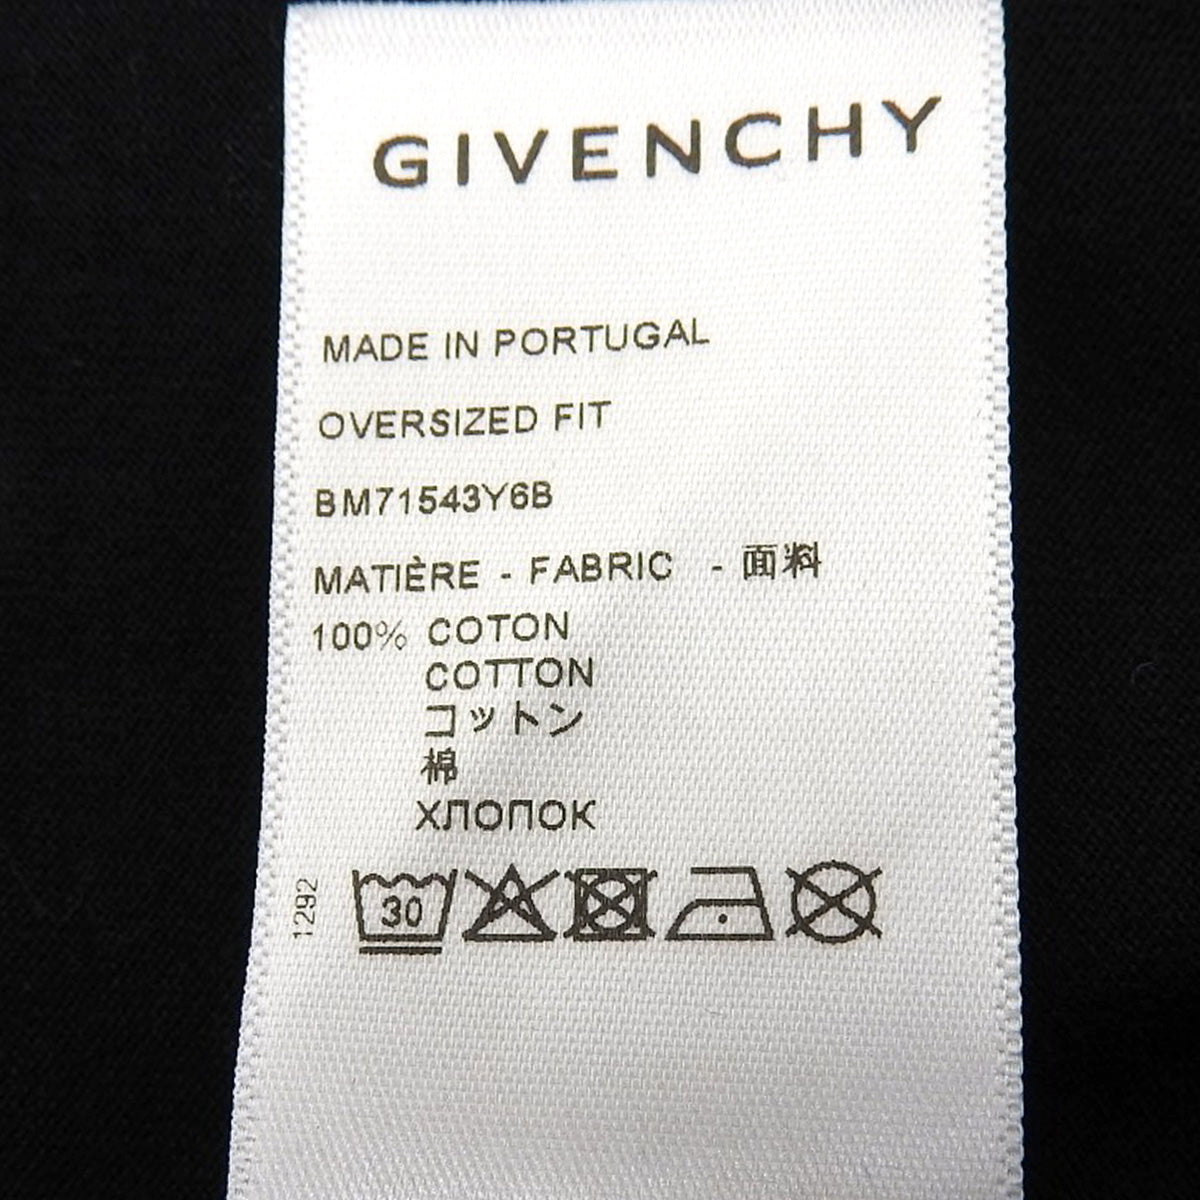 GIVENCHY
MADE IN PORTUGAL
OVERSIZED FIT
BM71543Y6B
MATIÈRE - FABRIC - 面料
100% COTON
COTTON
コットン
棉
ХЛОПОК
1292
30